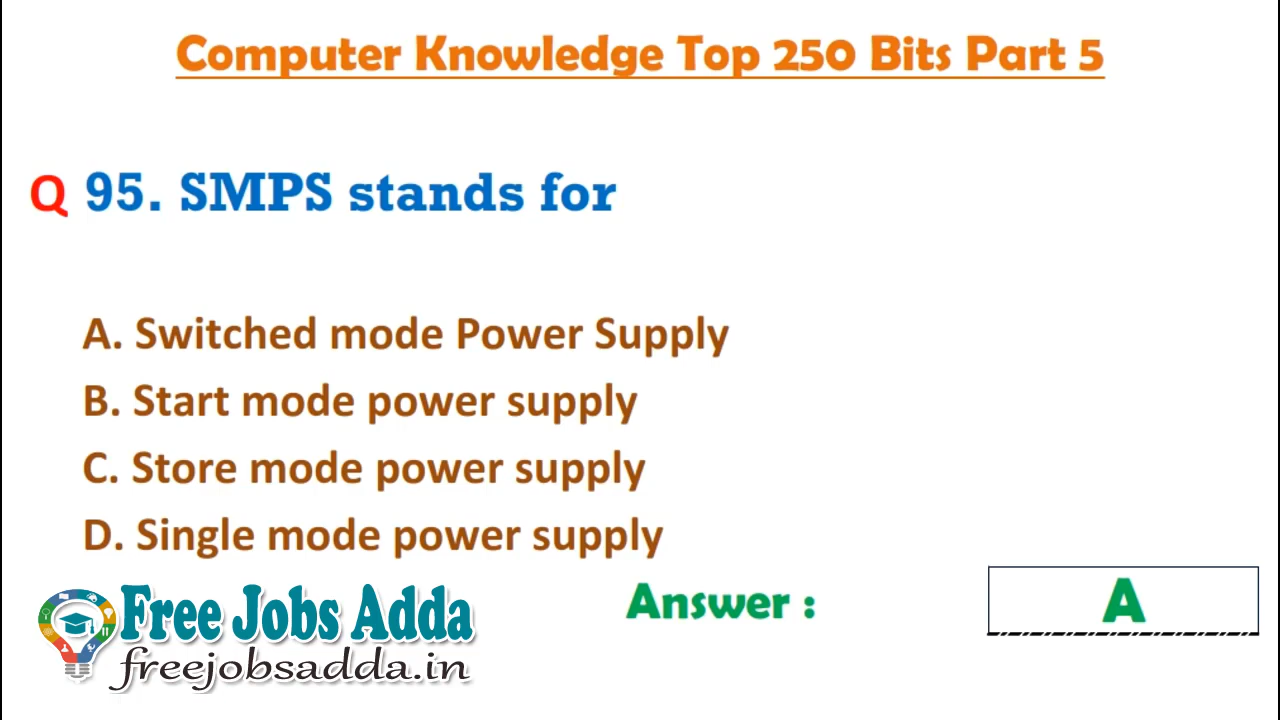 Computer Knowledge Top 250 Bits Part 5
Q 95. SMPS stands for
A. Switched mode Power Supply
B. Start mode power supply
C. Store mode power supply
D. Single mode power supply
Answer : A
Free Jobs Adda
freejobsadda.in